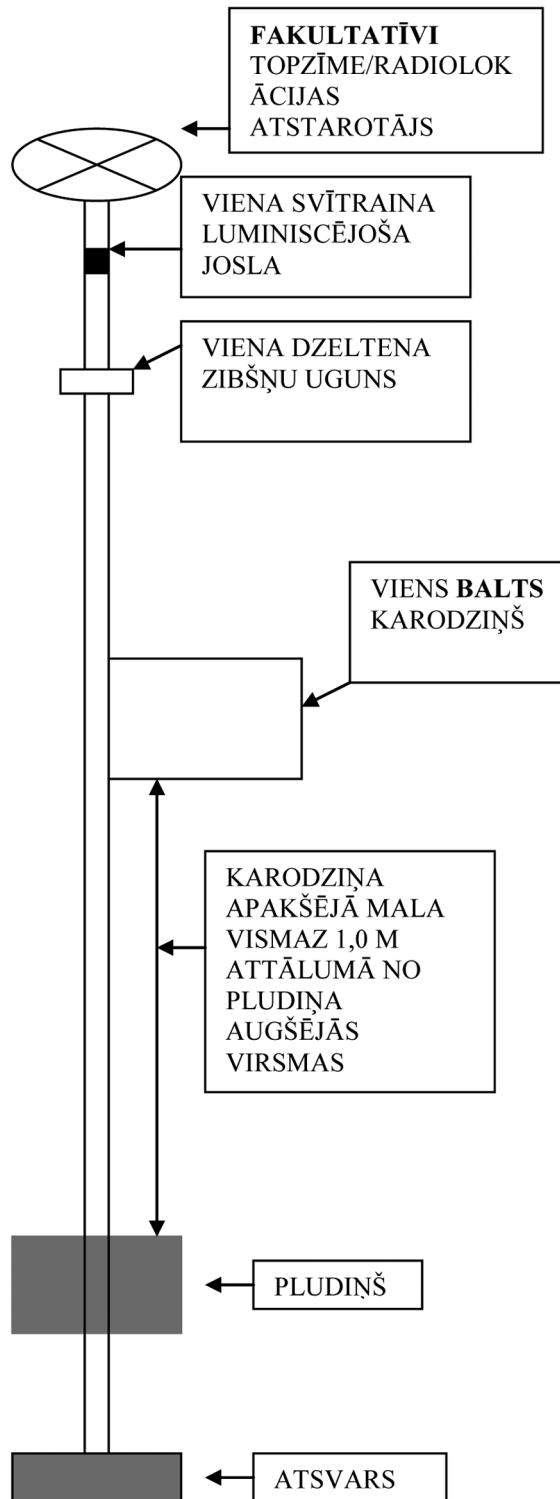 FAKULTATĪVI
TOPZĪME/RADIOLOK
ĀCIJAS
ATSTAROTĀJS
VIENA SVĪTRAINA
LUMINISCĒJOŠA
JOSLA
VIENA DZELTENA
ZIBŠŅU UGUNS
VIENS BALTS
KARODZIŅŠ
KARODZIŅA
APAKŠĒJĀ MALA
VISMAZ 1,0 M
ATTĀLUMĀ NO
PLUDIŅA
AUGŠĒJĀS
VIRSMAS
PLUDIŅŠ
ATSVARS